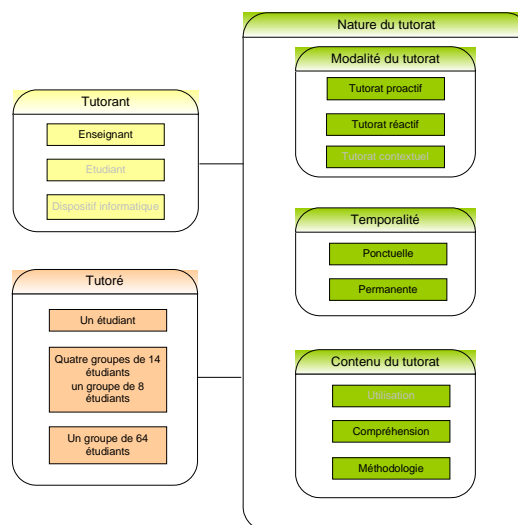 Nature du tutorat
Modalité du tutorat
Tutorat proactif
Tutorat réactif
Tutorat contextuel
Tutorant
Enseignant
Etudiant
Dispositif informatique
Temporalité
Ponctuelle
Permanente
Tutoré
Un étudiant
Quatre groupes de 14
étudiants
un groupe de 8
étudiants
Un groupe de 64
étudiants
Contenu du tutorat
Utilisation
Compréhension
Méthodologie